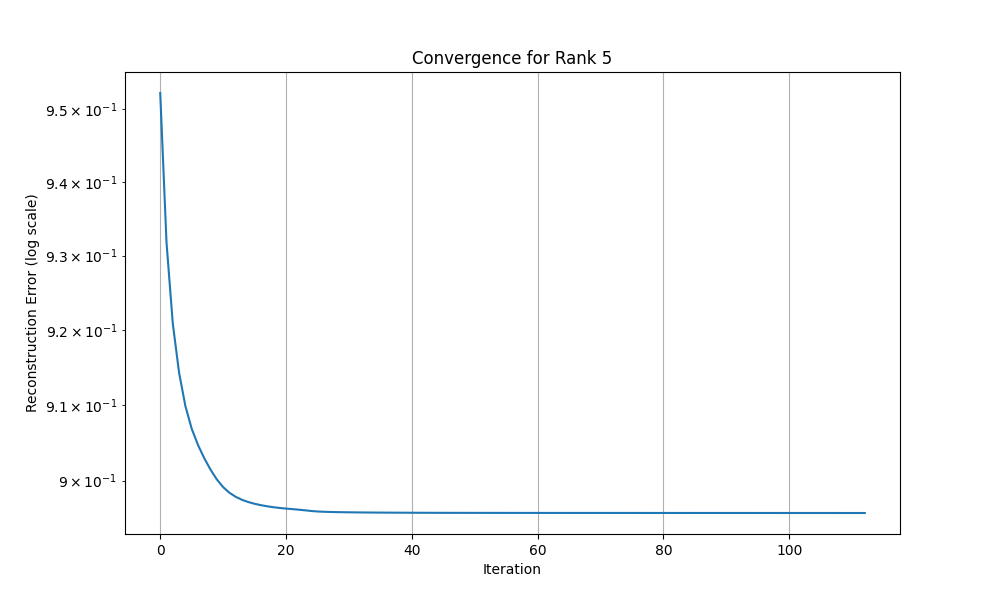 Convergence for Rank 5
Reconstruction Error (log scale)
9.5 × 10⁻¹
9.4 × 10⁻¹
9.3 × 10⁻¹
9.2 × 10⁻¹
9.1 × 10⁻¹
9 × 10⁻¹
0 20 40 60 80 100
Iteration